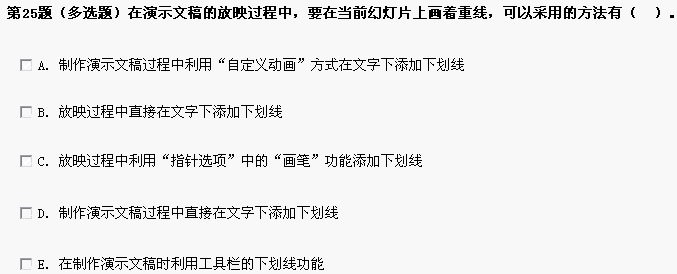 第25题（多选题）在演示文稿的放映过程中，要在当前幻灯片上画着重线，可以采用的方法有（  ）。
A. 制作演示文稿过程中利用“自定义动画”方式在文字下添加下划线
B. 放映过程中直接在文字下添加下划线
C. 放映过程中利用“指针选项”中的“画笔”功能添加下划线
D. 制作演示文稿过程中直接在文字下添加下划线
E. 在制作演示文稿时利用工具栏的下划线功能